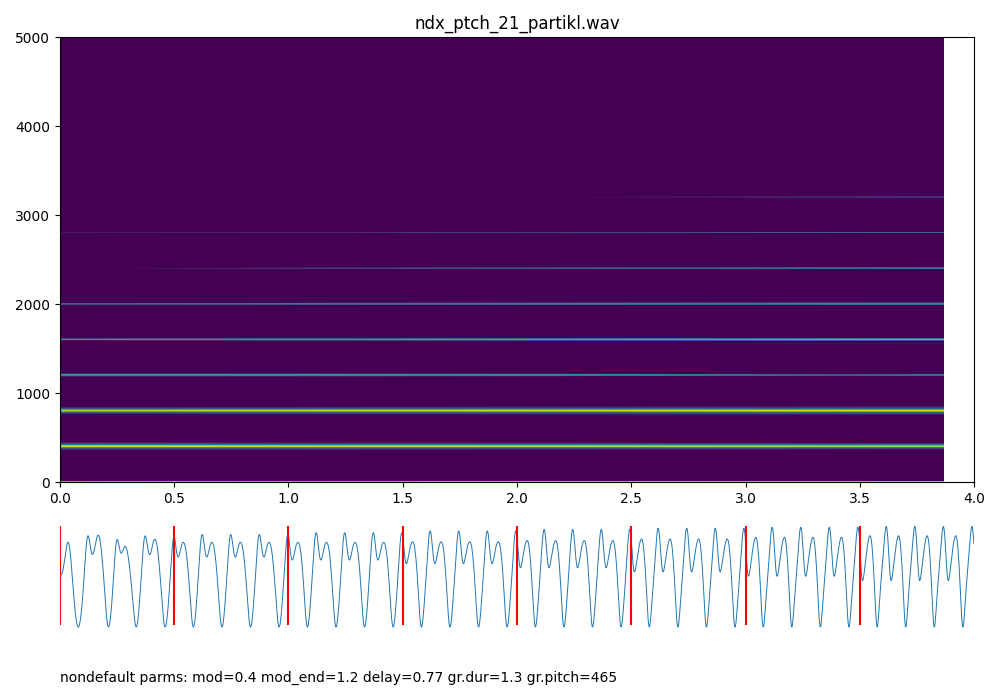 ndx_ptch_21_partikl.wav
5000
4000
3000
2000
1000
0
0.0 0.5 1.0 1.5 2.0 2.5 3.0 3.5 4.0
nondefault parms: mod=0.4 mod_end=1.2 delay=0.77 gr.dur=1.3 gr.pitch=465